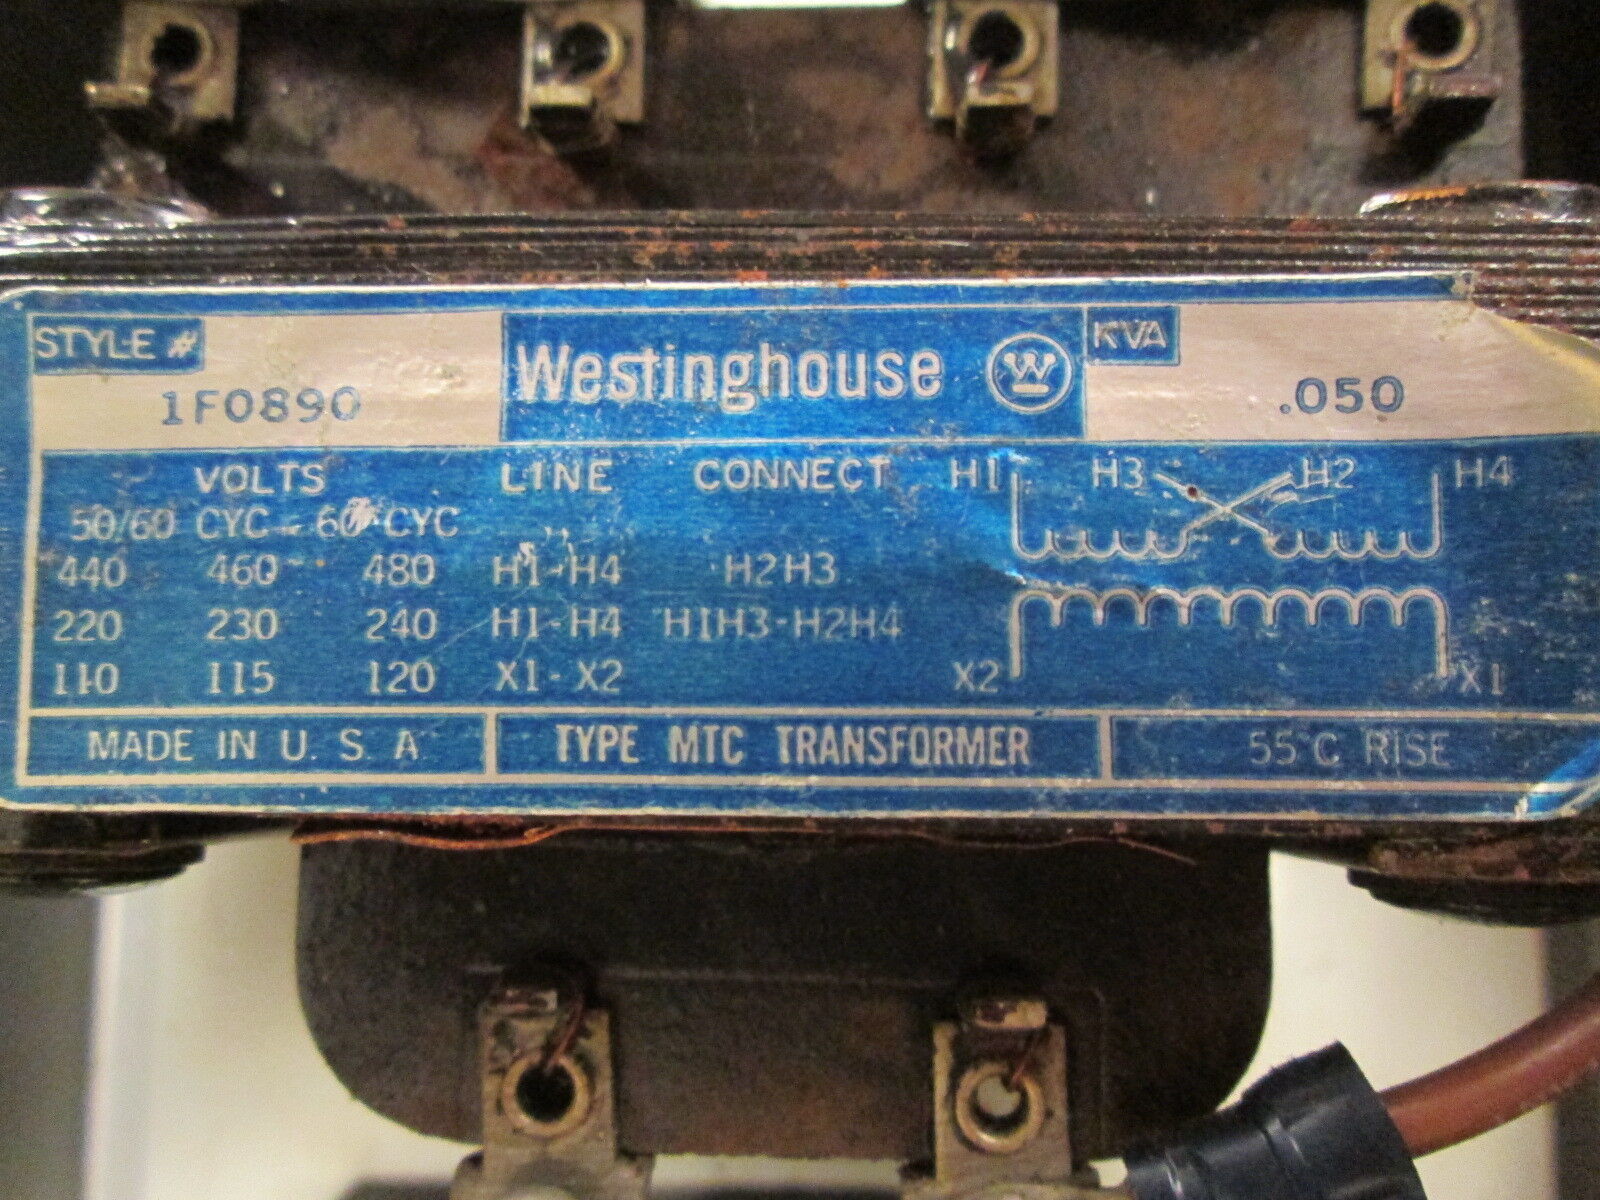 STYLE #
1F0890
Westinghouse
W
KVA
.050
VOLTS LINE CONNECT
50/60 CYC - 60 CYC
440 460 480 H1-H4 H2H3
220 230 240 H1-H4 H1H3-H2H4
110 115 120 X1-X2
H1 H3 H2 H4
X2 X1
MADE IN U. S. A.
TYPE MTC TRANSFORMER
55°C RISE